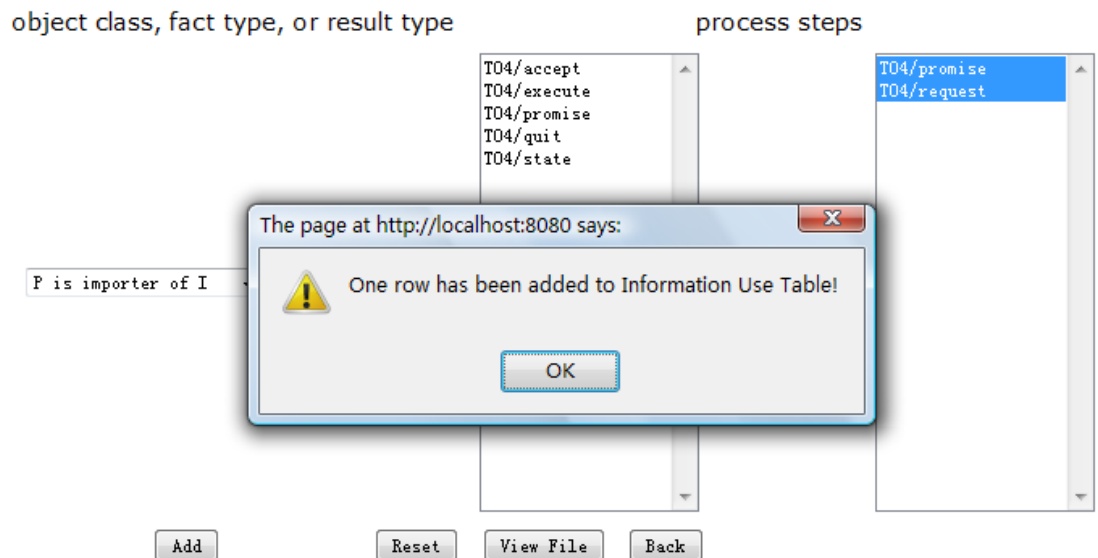 object class, fact type, or result type
process steps
T04/accept
T04/execute
T04/promise
T04/quit
T04/state
T04/promise
T04/request
The page at http://localhost:8080 says:
P is importer of I
One row has been added to Information Use Table!
OK
Add
Reset
View File
Back